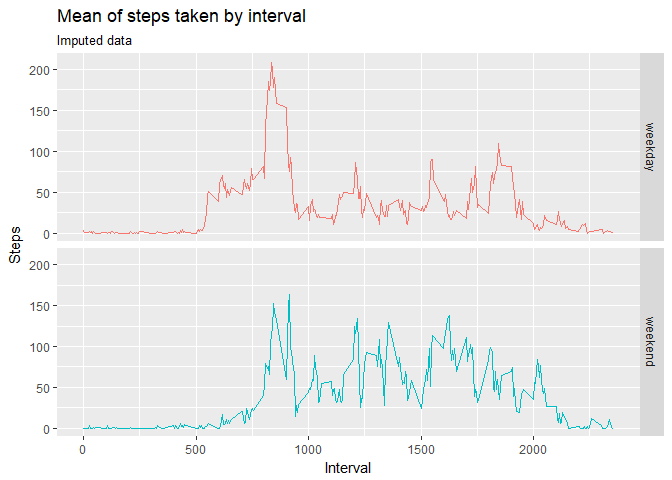 Mean of steps taken by interval
Imputed data
200
150
100
50
0
weekday
200
150
100
50
0
weekend
Steps
0 500 1000 1500 2000
Interval